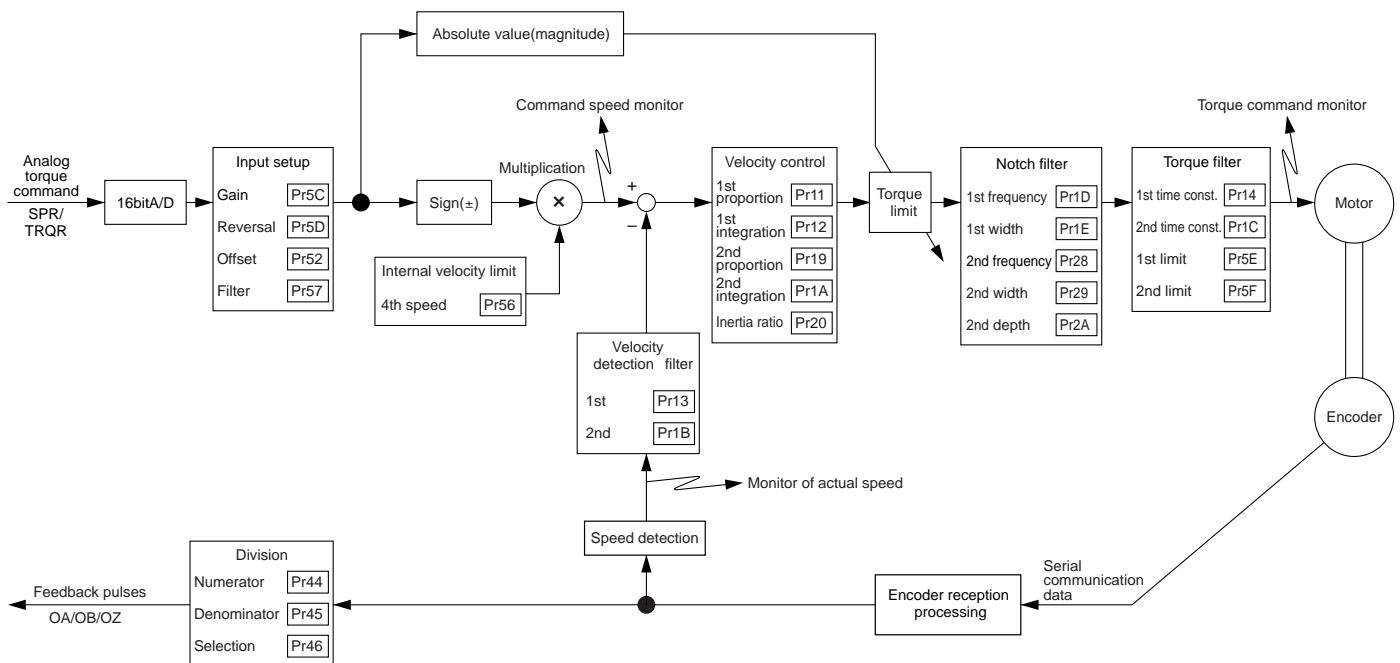 Absolute value(magnitude)
Command speed monitor
Torque command monitor
Analog
torque
command
SPR/
TRQR
16bitA/D
Input setup
Gain Pr5C
Reversal Pr5D
Offset Pr52
Filter Pr57
Sign(±)
Multiplication
×
Internal velocity limit
4th speed Pr56
+
−
Velocity control
1st
proportion Pr11
1st
integration Pr12
2nd
proportion Pr19
2nd
integration Pr1A
Inertia ratio Pr20
Torque
limit
Notch filter
1st frequency Pr1D
1st width Pr1E
2nd frequency Pr28
2nd width Pr29
2nd depth Pr2A
Torque filter
1st time const. Pr14
2nd time const. Pr1C
1st limit Pr5E
2nd limit Pr5F
Motor
Encoder
Velocity
detection filter
1st Pr13
2nd Pr1B
Monitor of actual speed
Speed detection
Serial
communication
data
Encoder reception
processing
Division
Numerator Pr44
Denominator Pr45
Selection Pr46
Feedback pulses
OA/OB/OZ